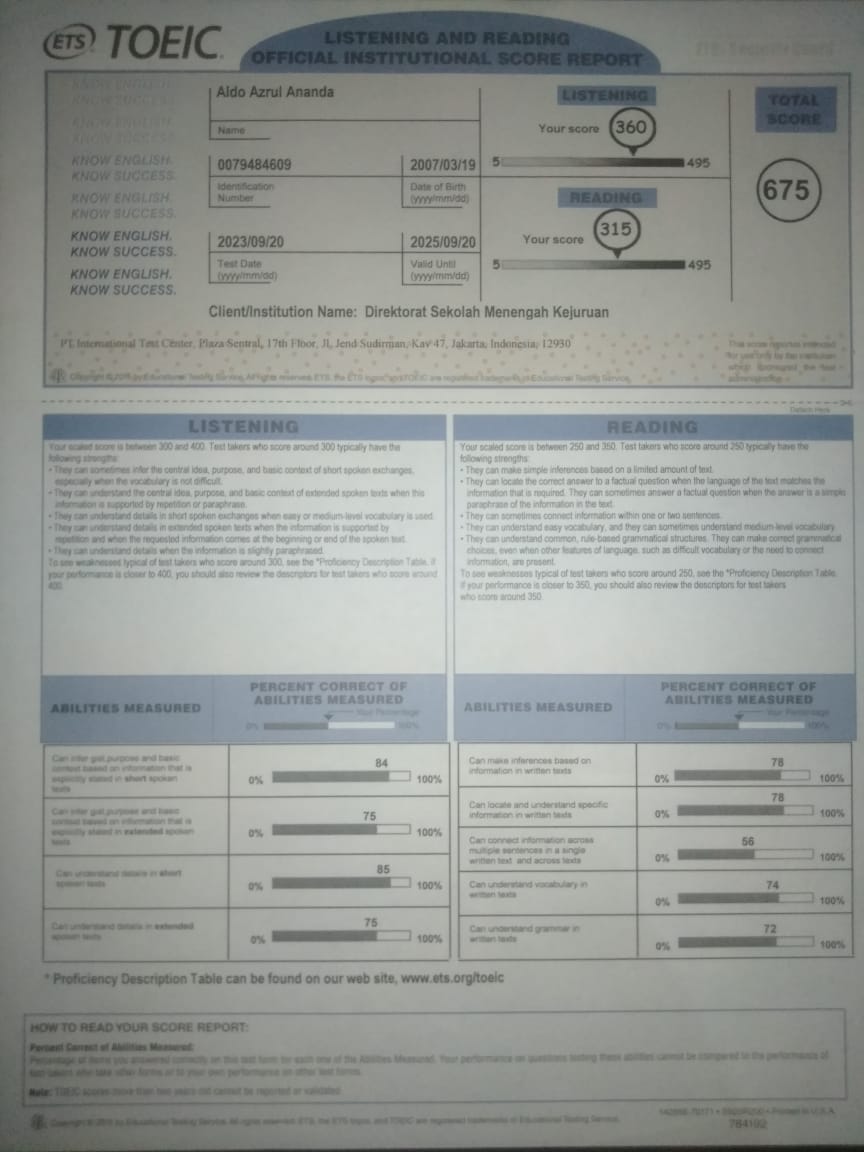 ETS TOEIC
LISTENING AND READING
OFFICIAL INSTITUTIONAL SCORE REPORT
KNOW ENGLISH.
KNOW SUCCESS.
KNOW ENGLISH.
KNOW SUCCESS.
KNOW ENGLISH.
KNOW SUCCESS.
KNOW ENGLISH.
KNOW SUCCESS.
KNOW ENGLISH.
KNOW SUCCESS.
KNOW ENGLISH.
KNOW SUCCESS.
Aldo Azrul Ananda
Name
0079484609
Identification
Number
2007/03/19
Date of Birth
(yyyy/mm/dd)
2023/09/20
Test Date
(yyyy/mm/dd)
2025/09/20
Valid Until
(yyyy/mm/dd)
LISTENING
Your score 360
5 495
READING
Your score 315
5 495
TOTAL
SCORE
675
Client/Institution Name: Direktorat Sekolah Menengah Kejuruan
PT. International Test Center, Plaza Sentral, 17th Floor, Jl. Jend Sudirman, Kav 47, Jakarta, Indonesia, 12930
Detach Here
LISTENING
Your scaled score is between 300 and 400. Test takers who score around 300 typically have the
following strengths:
• They can sometimes infer the central idea, purpose, and basic context of short spoken exchanges,
especially when the vocabulary is not difficult.
• They can understand the central idea, purpose, and basic context of extended spoken texts when this
information is supported by repetition or paraphrase.
• They can understand details in short spoken exchanges when easy or medium-level vocabulary is used.
• They can understand details in extended spoken texts when the information is supported by
repetition and when the requested information comes at the beginning or end of the spoken text.
• They can understand details when the information is slightly paraphrased.
To see weaknesses typical of test takers who score around 300, see the *Proficiency Description Table. If
your performance is closer to 400, you should also review the descriptors for test takers who score around
400.
READING
Your scaled score is between 250 and 350. Test takers who score around 250 typically have the
following strengths:
• They can make simple inferences based on a limited amount of text.
• They can locate the correct answer to a factual question when the language of the text matches the
information that is required. They can sometimes answer a factual question when the answer is a simple
paraphrase of the information in the text.
• They can sometimes connect information within one or two sentences.
• They can understand easy vocabulary, and they can sometimes understand medium-level vocabulary.
• They can understand common, rule-based grammatical structures. They can make correct grammatical
choices, even when other features of language, such as difficult vocabulary or the need to connect
information, are present.
To see weaknesses typical of test takers who score around 250, see the *Proficiency Description Table.
If your performance is closer to 350, you should also review the descriptors for test takers
who score around 350.
ABILITIES MEASURED
PERCENT CORRECT OF
ABILITIES MEASURED
Your Percentage
0% 100%
Can infer gist, purpose and basic
context based on information that is
explicitly stated in short spoken
texts
84
0% 100%
Can infer gist, purpose and basic
context based on information that is
explicitly stated in extended spoken
texts
75
0% 100%
Can understand details in short
spoken texts
85
0% 100%
Can understand details in extended
spoken texts
75
0% 100%
ABILITIES MEASURED
PERCENT CORRECT OF
ABILITIES MEASURED
Your Percentage
0% 100%
Can make inferences based on
information in written texts
78
0% 100%
Can locate and understand specific
information in written texts
78
0% 100%
Can connect information across
multiple sentences in a single
written text and across texts
56
0% 100%
Can understand vocabulary in
written texts
74
0% 100%
Can understand grammar in
written texts
72
0% 100%
* Proficiency Description Table can be found on our web site, www.ets.org/toeic
HOW TO READ YOUR SCORE REPORT:
Percent Correct of Abilities Measured:
Percentage of items you answered correctly on this test form for each one of the Abilities Measured. Your performance on questions testing these abilities cannot be compared to the performance of
test-takers who take other forms or to your own performance on other test forms.
Note: TOEIC scores more than two years old cannot be reported or validated.
784192